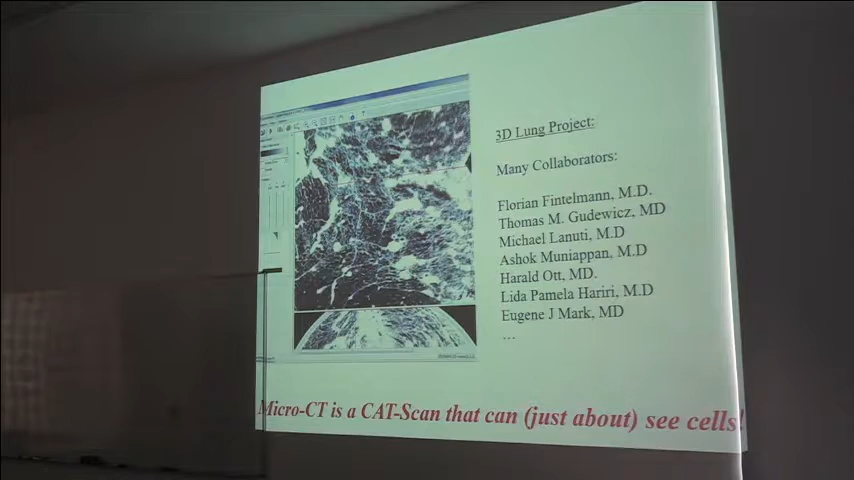 3D Lung Project:
Many Collaborators:
Florian Fintelmann, M.D.
Thomas M. Gudewicz, MD
Michael Lanuti, M.D
Ashok Muniappan, M.D
Harald Ott, MD.
Lida Pamela Hariri, M.D
Eugene J Mark, MD
...
Micro-CT is a CAT-Scan that can (just about) see cells!